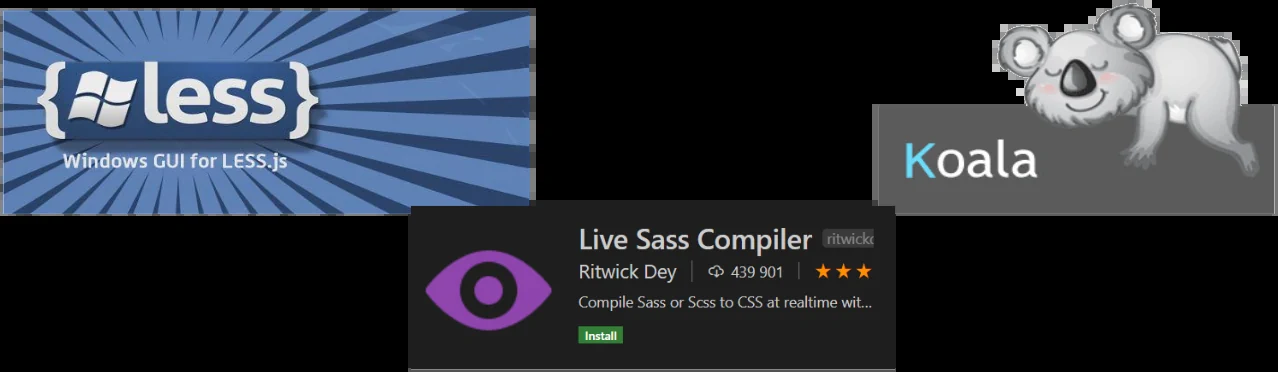 {less}
Windows GUI for LESS.js
Koala
Live Sass Compiler
Ritwick Dey | 439 901 | ★★★
Compile Sass or Scss to CSS at realtime wit...
Install